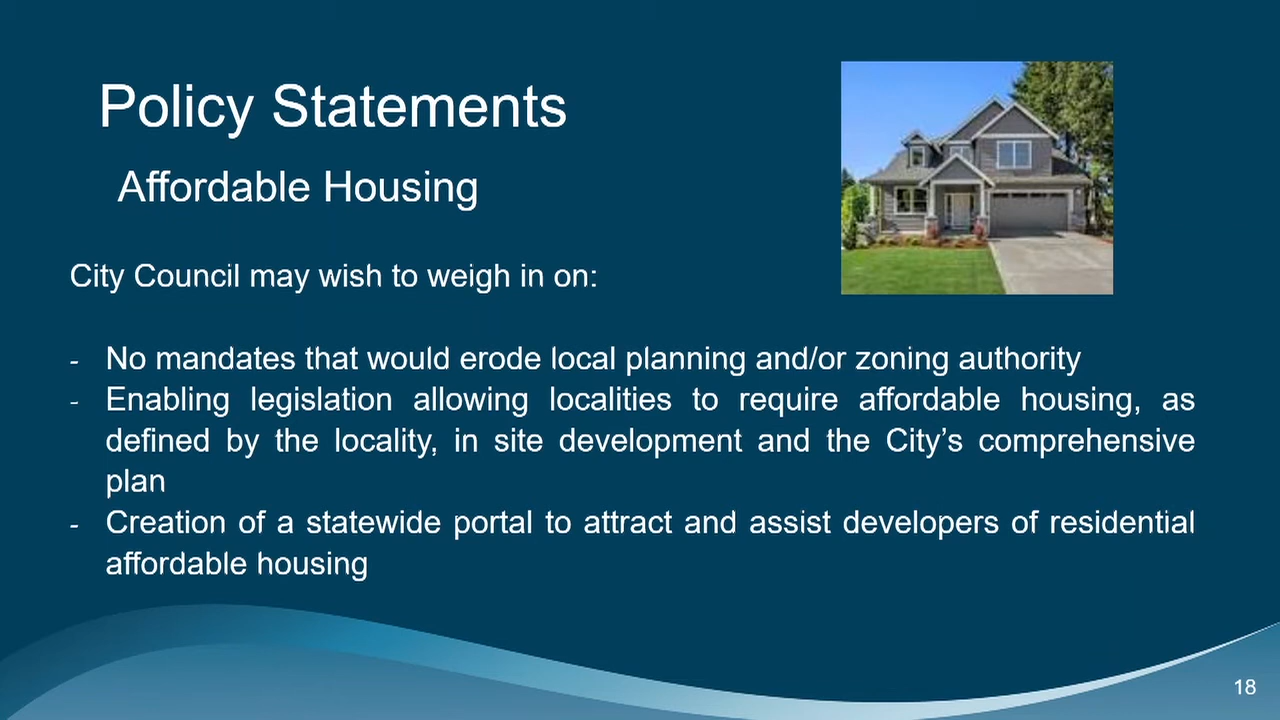 Policy Statements
Affordable Housing
City Council may wish to weigh in on:
- No mandates that would erode local planning and/or zoning authority
- Enabling legislation allowing localities to require affordable housing, as
defined by the locality, in site development and the City’s comprehensive
plan
- Creation of a statewide portal to attract and assist developers of residential
affordable housing
18